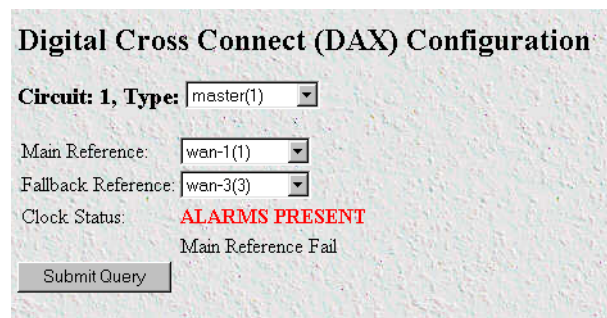 Digital Cross Connect (DAX) Configuration
Circuit: 1, Type: master(1)
Main Reference: wan-1(1)
Fallback Reference: wan-3(3)
Clock Status: ALARMS PRESENT
Main Reference Fail
Submit Query